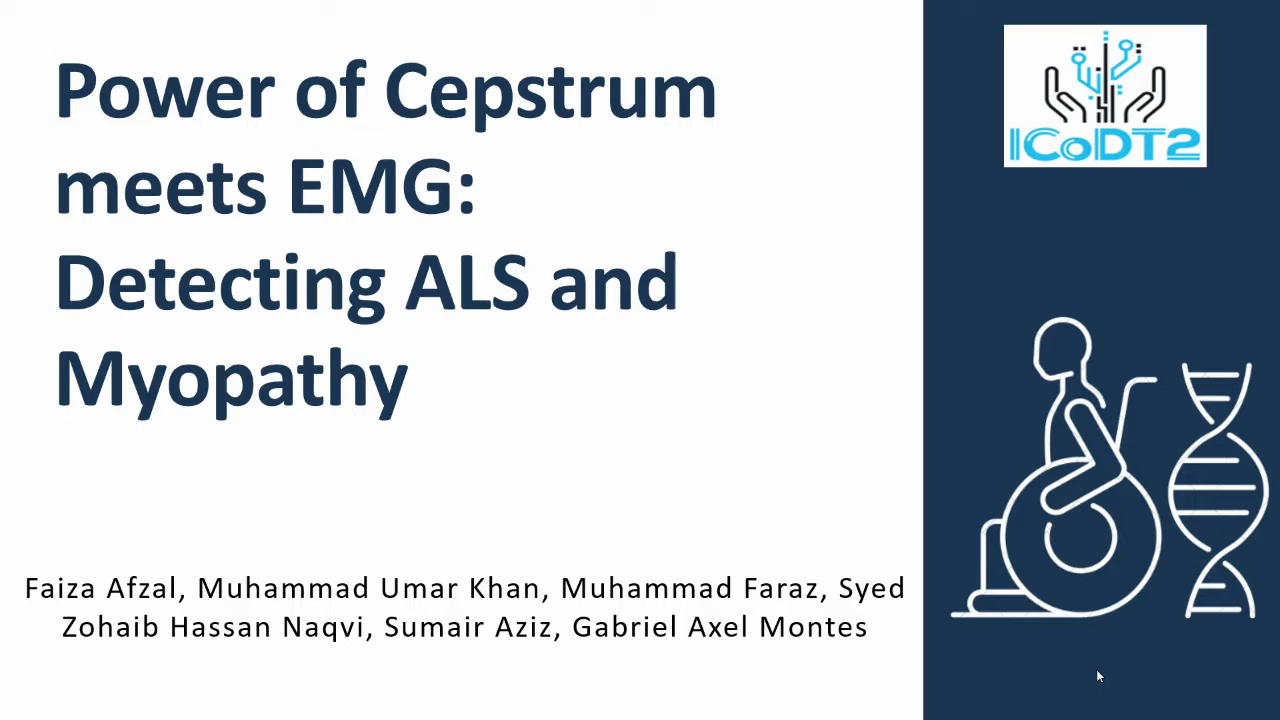 Power of Cepstrum
meets EMG:
Detecting ALS and
Myopathy
ICoDT2
Faiza Afzal, Muhammad Umar Khan, Muhammad Faraz, Syed
Zohaib Hassan Naqvi, Sumair Aziz, Gabriel Axel Montes